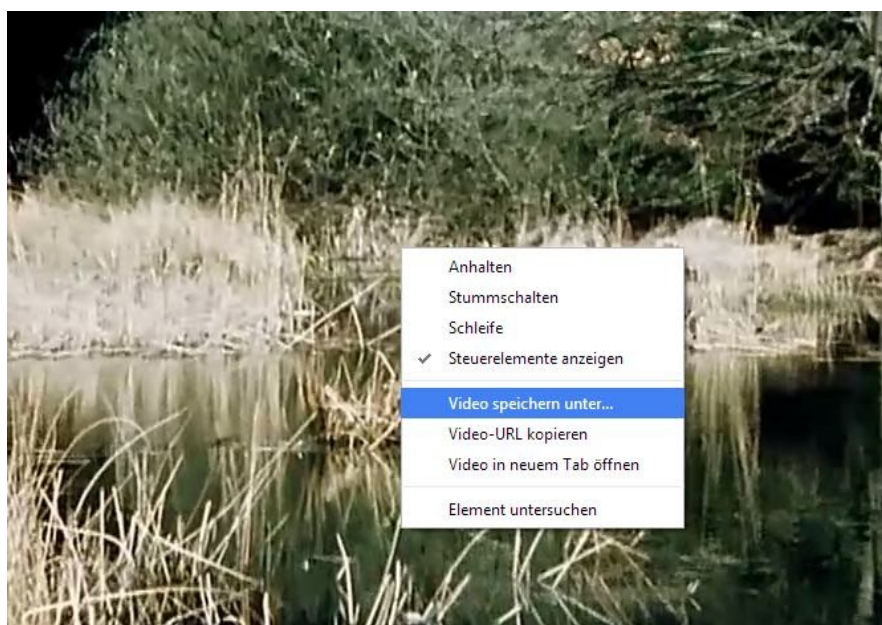 Anhalten
Stummschalten
Schleife
Steuerelemente anzeigen
Video speichern unter...
Video-URL kopieren
Video in neuem Tab öffnen
Element untersuchen